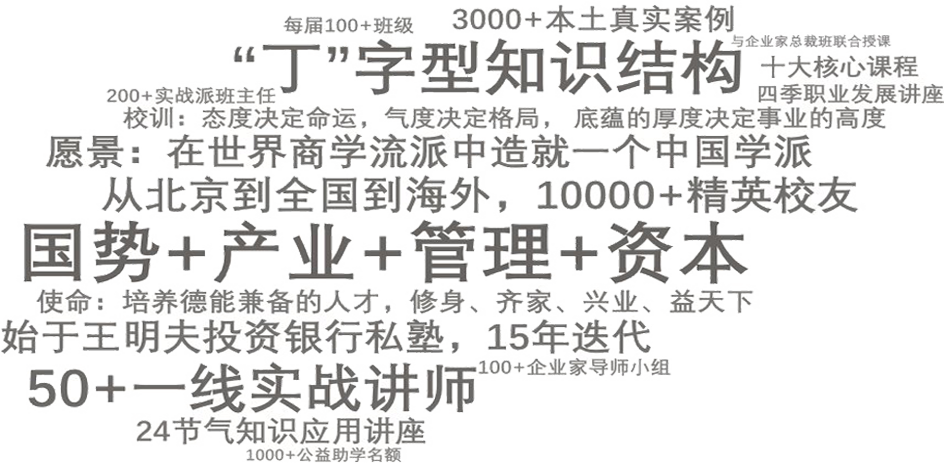 每届100+班级
3000+本土真实案例
“丁”字型知识结构
与企业家总裁班联合授课
十大核心课程
200+实战派班主任
四季职业发展讲座
校训：态度决定命运，气度决定格局， 底蕴的厚度决定事业的高度
愿景：在世界商学流派中造就一个中国学派
从北京到全国到海外，10000+精英校友
国势+产业+管理+资本
使命：培养德能兼备的人才，修身、齐家、兴业、益天下
始于王明夫投资银行私塾，15年迭代
100+企业家导师小组
50+一线实战讲师
24节气知识应用讲座
1000+公益助学名额